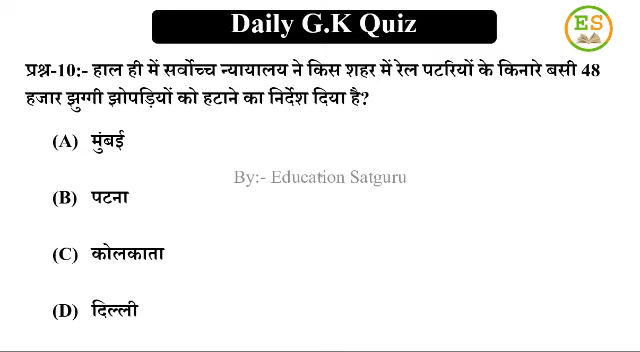 Daily G.K Quiz
ES
प्रश्न-10:- हाल ही में सर्वोच्च न्यायालय ने किस शहर में रेल पटरियों के किनारे बसी 48
हजार झुग्गी झोपड़ियों को हटाने का निर्देश दिया है?
(A) मुंबई
By:- Education Satguru
(B) पटना
(C) कोलकाता
(D) दिल्ली